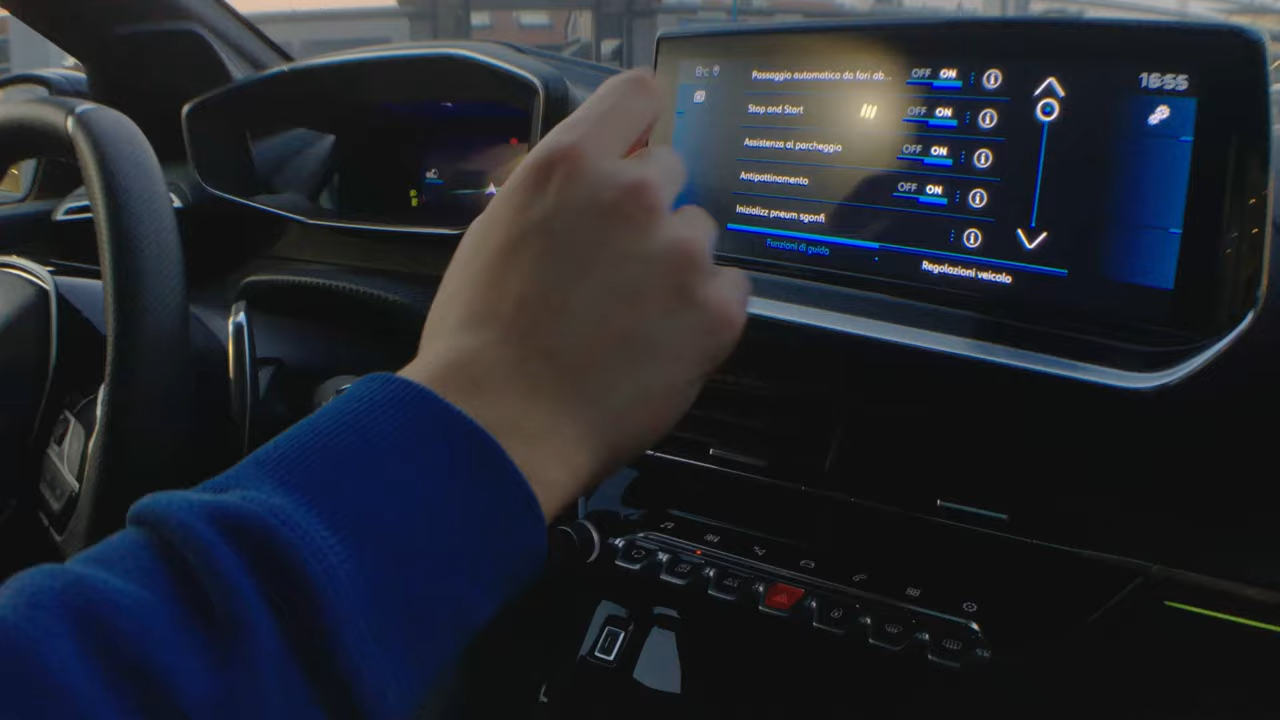 8°C
16:55
Passaggio automatico da fari ab...
OFF ON
Stop and Start
OFF ON
Assistenza al parcheggio
OFF ON
Antipattinamento
OFF ON
Inizializz pneum sgonfi
Funzioni di guida
Regolazioni veicolo